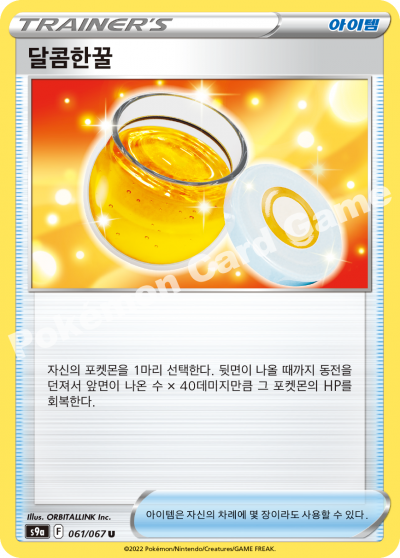 TRAINER'S 아이템
달콤한꿀
Pokémon Card Game
자신의 포켓몬을 1마리 선택한다. 뒷면이 나올 때까지 동전을
던져서 앞면이 나온 수 × 40데미지만큼 그 포켓몬의 HP를
회복한다.
Illus. ORBITALLINK Inc.
s9a F 061/067 U
아이템은 자신의 차례에 몇 장이라도 사용할 수 있다.
©2022 Pokémon/Nintendo/Creatures/GAME FREAK.